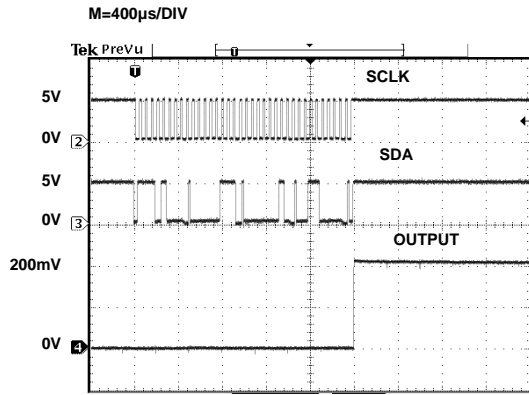 M=400µs/DIV
Tek PreVu
T
T
SCLK
5V
0V
2
SDA
5V
0V
3
OUTPUT
200mV
0V
4